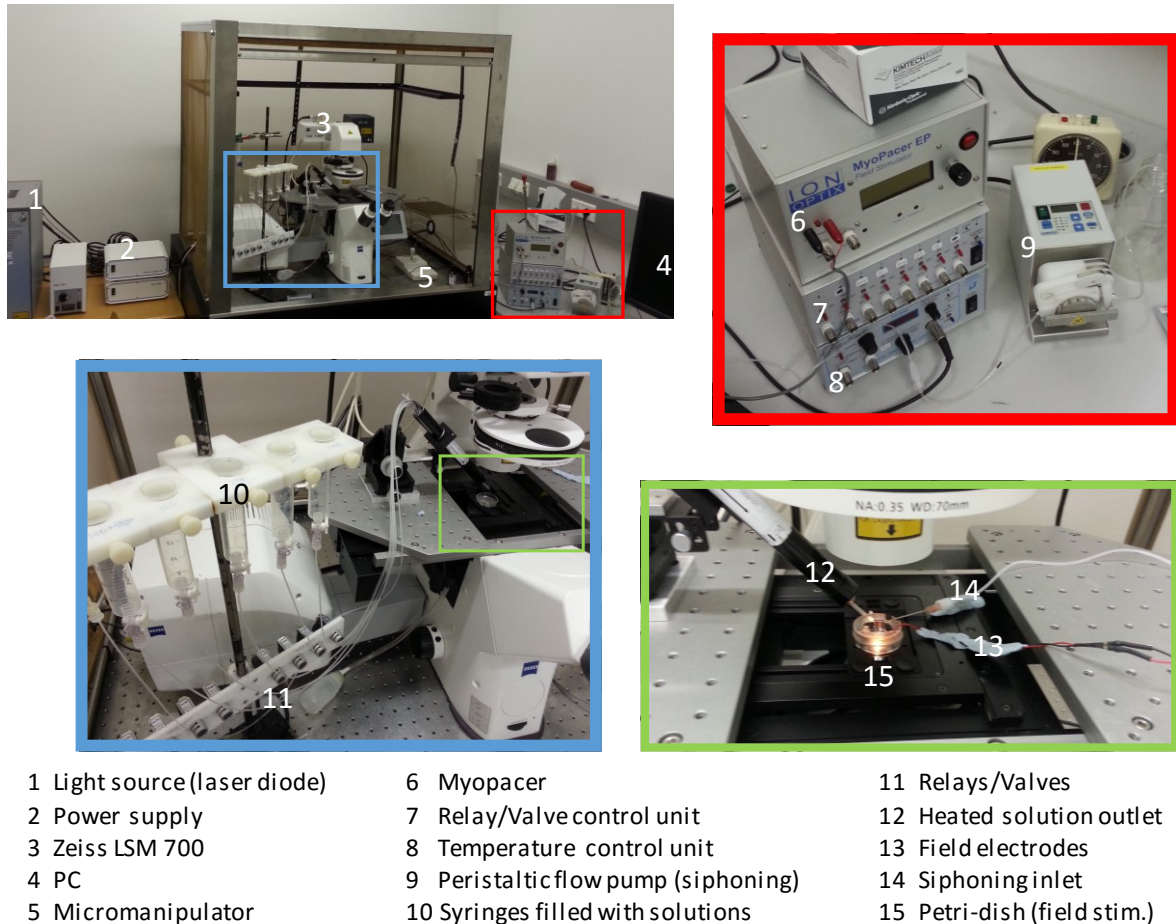 1
2
3
4
5
KIMTECH
Kimberly-Clark
MyoPacer EP
Field Stimulator
ION
OPTIX
6
7
8
9
10
11
ZEISS
ZEISS
NA:0.35 WD:70mm
12
13
14
15
1 Light source (laser diode)
2 Power supply
3 Zeiss LSM 700
4 PC
5 Micromanipulator
6 Myopacer
7 Relay/Valve control unit
8 Temperature control unit
9 Peristaltic flow pump (siphoning)
10 Syringes filled with solutions
11 Relays/Valves
12 Heated solution outlet
13 Field electrodes
14 Siphoning inlet
15 Petri-dish (field stim.)